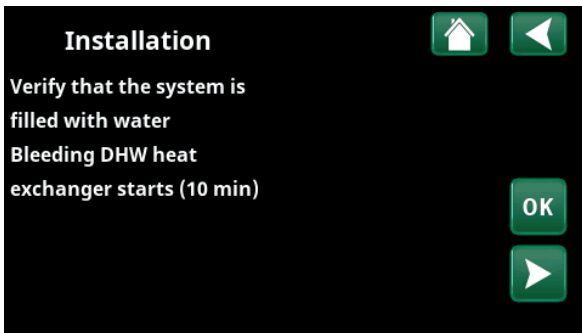 Installation
Verify that the system is
filled with water
Bleeding DHW heat
exchanger starts (10 min)
OK